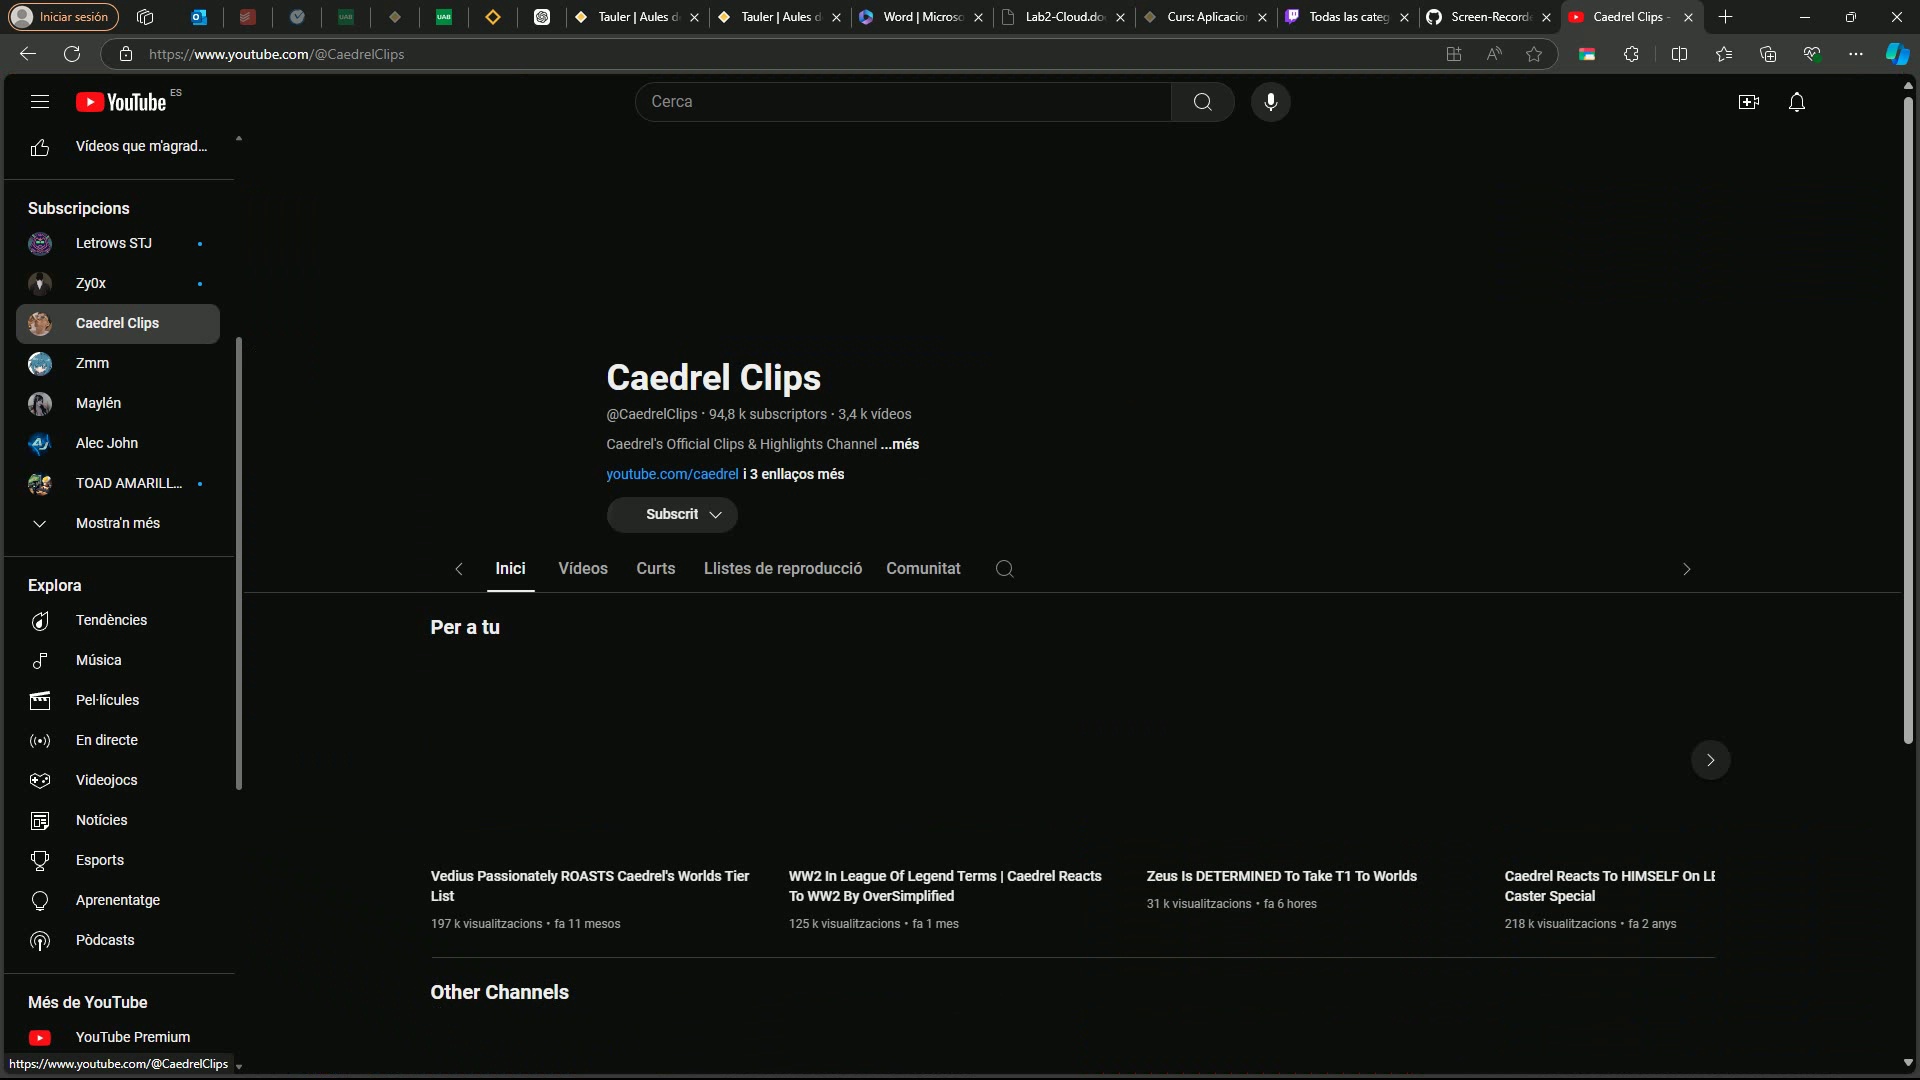 Iniciar sesión
Tauler | Aules d
Tauler | Aules d
Word | Microso
Lab2-Cloud.do
Curs: Aplicacion
Todas las categ
Screen-Record
Caedrel Clips -
https://www.youtube.com/@CaedrelClips
YouTube ES
Cerca
Vídeos que m'agrad...
Subscripcions
Letrows STJ
Zy0x
Caedrel Clips
Zmm
Maylén
Alec John
TOAD AMARILL...
Mostra'n més
Explora
Tendències
Música
Pel·lícules
En directe
Videojocs
Notícies
Esports
Aprenentatge
Pòdcasts
Més de YouTube
YouTube Premium
https://www.youtube.com/@CaedrelClips
Caedrel Clips
@CaedrelClips · 94,8 k subscriptors · 3,4 k vídeos
Caedrel's Official Clips & Highlights Channel ...més
youtube.com/caedrel i 3 enllaços més
Subscrit
Inici Vídeos Curts Llistes de reproducció Comunitat
Per a tu
Vedius Passionately ROASTS Caedrel's Worlds Tier
List
197 k visualitzacions · fa 11 mesos
WW2 In League Of Legend Terms | Caedrel Reacts
To WW2 By OverSimplified
125 k visualitzacions · fa 1 mes
Zeus Is DETERMINED To Take T1 To Worlds
31 k visualitzacions · fa 6 hores
Caedrel Reacts To HIMSELF On LE
Caster Special
218 k visualitzacions · fa 2 anys
Other Channels